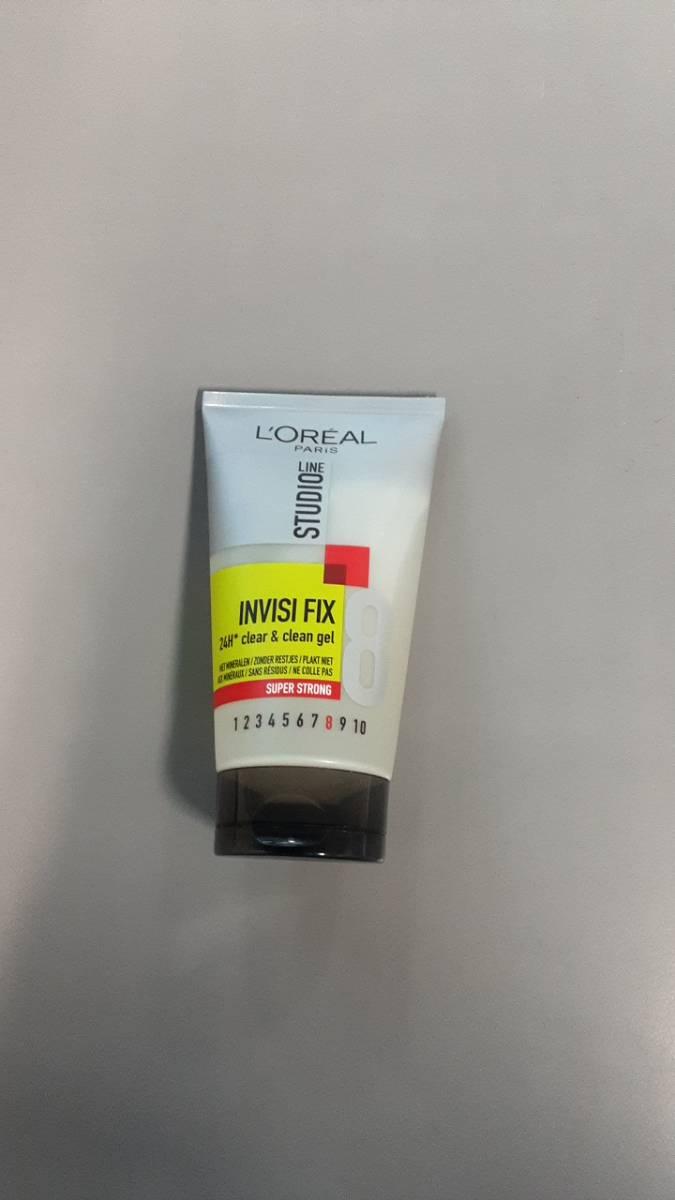 L'ORÉAL
PARIS
STUDIO LINE
8
INVISI FIX
24H* clear & clean gel
MET MINERALEN / ZONDER RESTJES / PLAKT NIET
AUX MINÉRAUX / SANS RÉSIDUS / NE COLLE PAS
SUPER STRONG
1 2 3 4 5 6 7 8 9 10